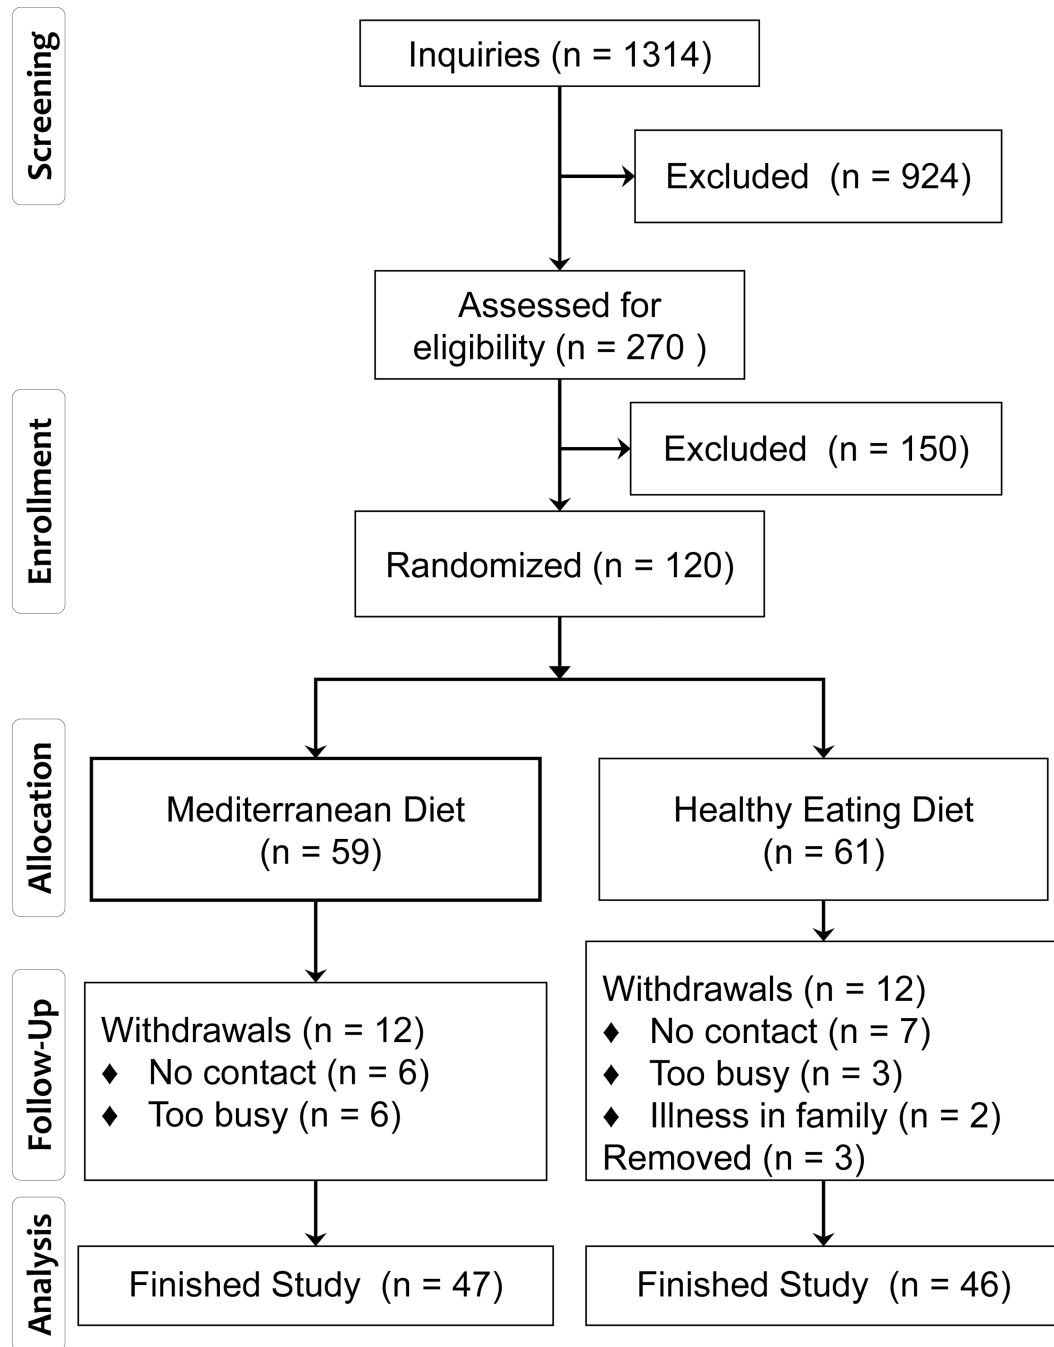 Screening
Inquiries (n = 1314)
Excluded  (n = 924)
Assessed for
eligibility (n = 270 )
Enrollment
Excluded  (n = 150)
Randomized (n = 120)
Allocation
Mediterranean Diet
(n = 59)
Healthy Eating Diet
(n = 61)
Follow-Up
Withdrawals (n = 12)
♦ No contact (n = 6)
♦ Too busy (n = 6)
Withdrawals (n = 12)
♦ No contact (n = 7)
♦ Too busy (n = 3)
♦ Illness in family (n = 2)
Removed (n = 3)
Analysis
Finished Study  (n = 47)
Finished Study  (n = 46)